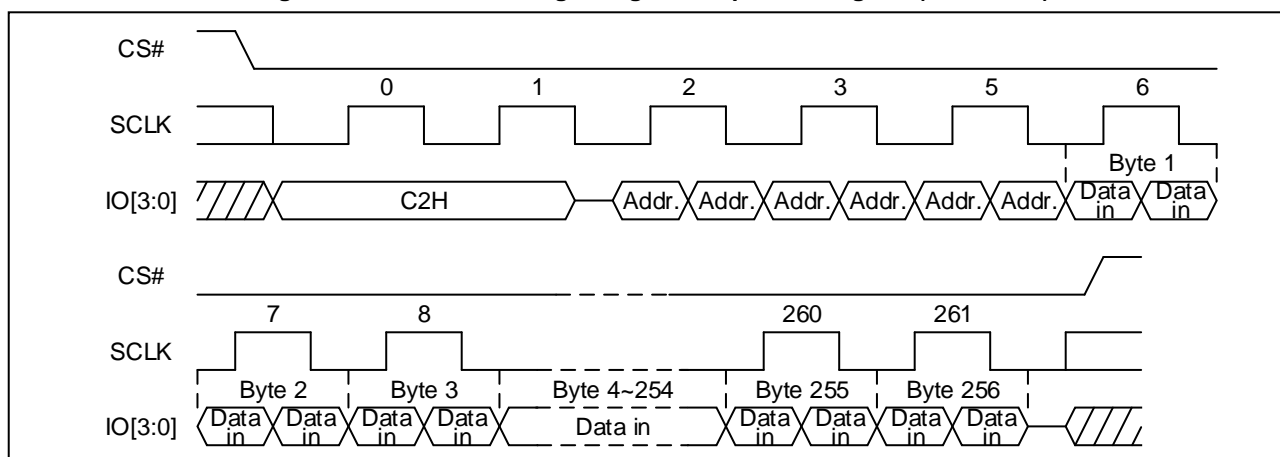 CS#
0 1 2 3 5 6
SCLK
Byte 1
IO[3:0] C2H Addr. Addr. Addr. Addr. Addr. Addr. Data in Data in
CS#
7 8 260 261
SCLK
Byte 2 Byte 3 Byte 4~254 Byte 255 Byte 256
IO[3:0] Data in Data in Data in Data in Data in Data in Data in Data in Data in